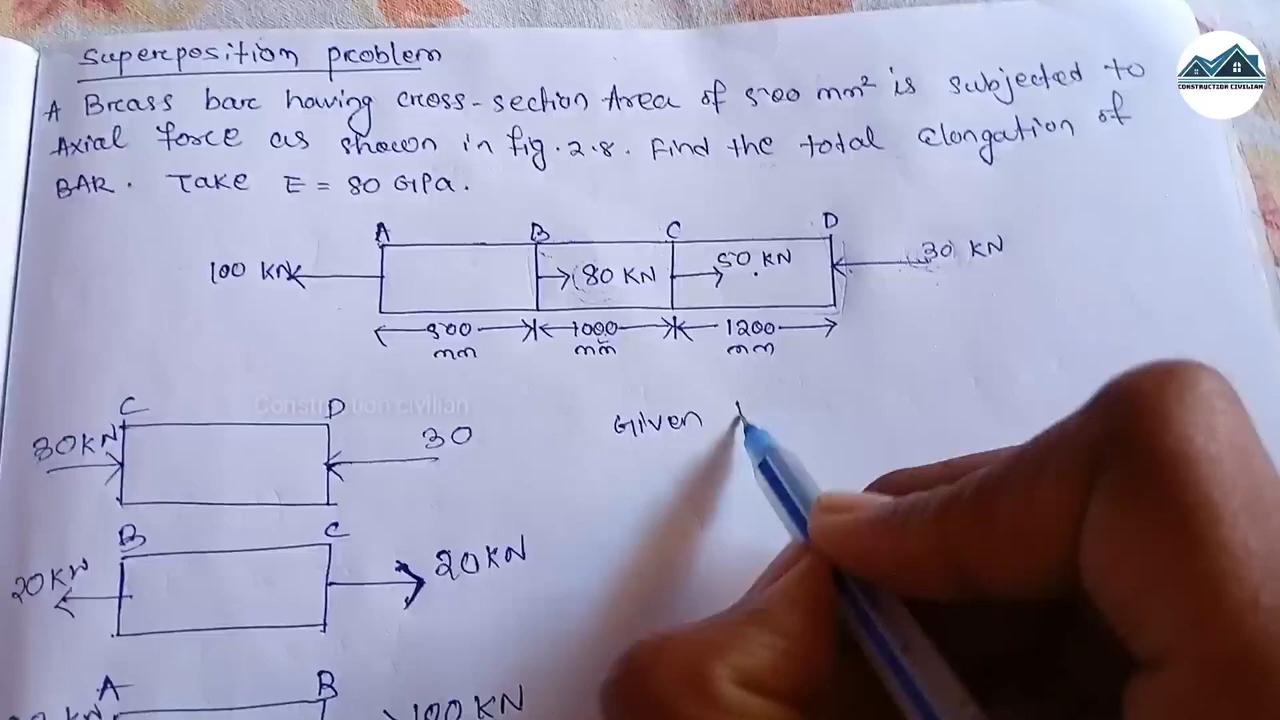 Superposition problem
A Brass bar having cross-section Area of 500 mm² is subjected to
Axial force as shown in fig.2.8. Find the total Elongation of
BAR. Take E = 80 GPa.
A B C D
100 KN 80 KN 50 KN 30 KN
500 mm 1000 mm 1200 mm
C D
30KN 30
Given
B C
20KN 20KN
A B
100 KN
Construction civilian
CONSTRUCTION CIVILIAN